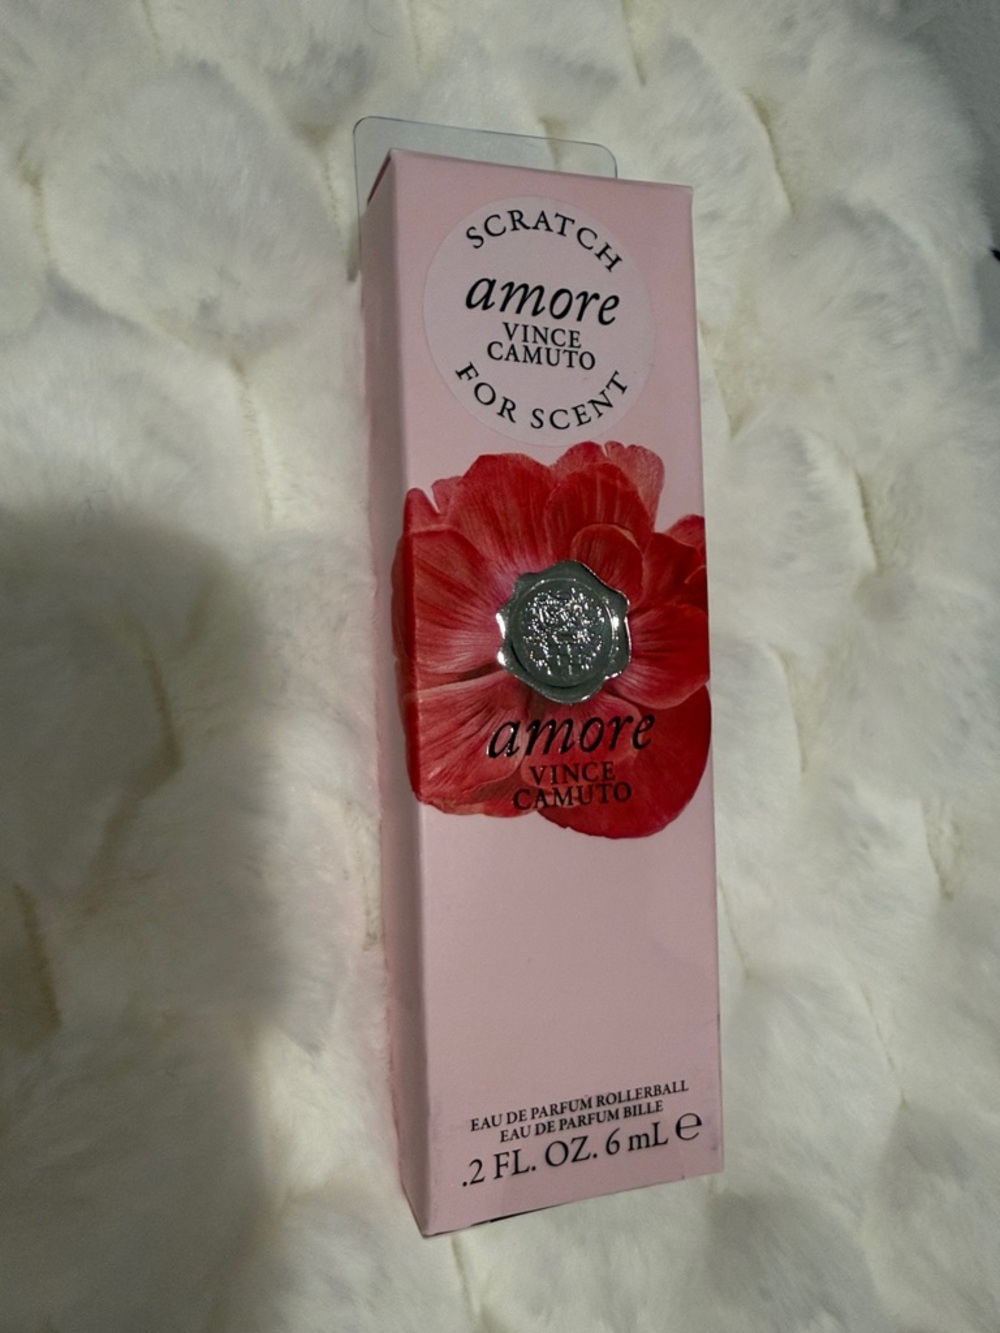 SCRATCH
amore
VINCE
CAMUTO
FOR SCENT
amore
VINCE
CAMUTO
EAU DE PARFUM ROLLERBALL
EAU DE PARFUM BILLE
.2 FL. OZ. 6 mL ℮